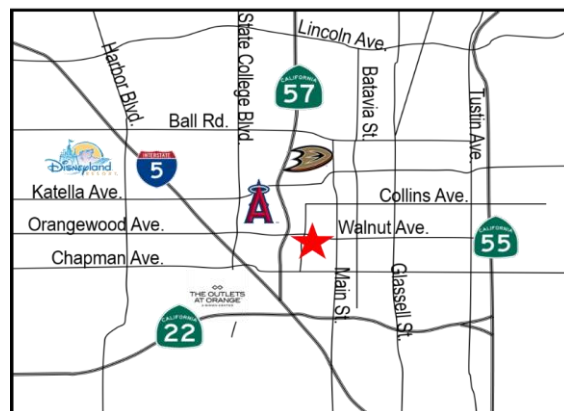 Lincoln Ave.
Harbor Blvd.
State College Blvd.
CALIFORNIA
57
Batavia St.
Tustin Ave.
Ball Rd.
Disneyland
RESORT
INTERSTATE
5
Katella Ave.
A
Collins Ave.
Orangewood Ave.
Walnut Ave.
CALIFORNIA
55
Chapman Ave.
Main St.
Glassell St.
THE OUTLETS
AT ORANGE
CALIFORNIA
22